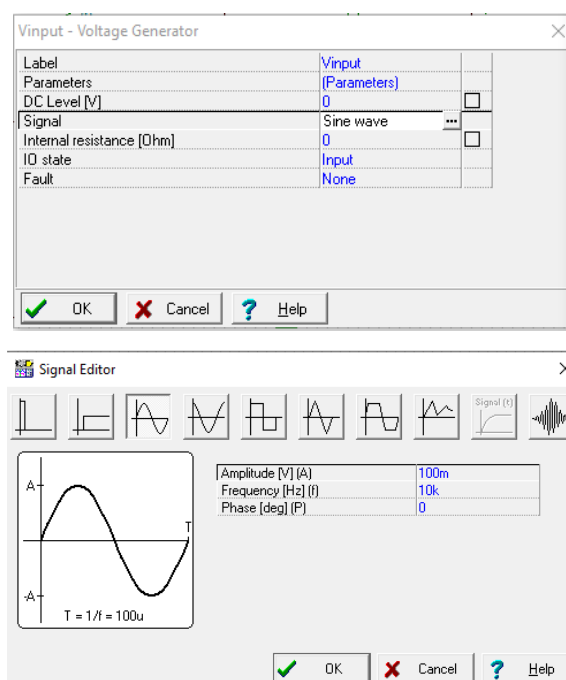 Vinput - Voltage Generator
Label Vinput
Parameters (Parameters)
DC Level [V] 0
Signal Sine wave ...
Internal resistance [Ohm] 0
IO state Input
Fault None
OK Cancel ? Help
Signal Editor
Signal (t)
A
T
-A
T = 1/f = 100u
Amplitude [V] (A) 100m
Frequency [Hz] (f) 10k
Phase [deg] (P) 0
OK Cancel ? Help